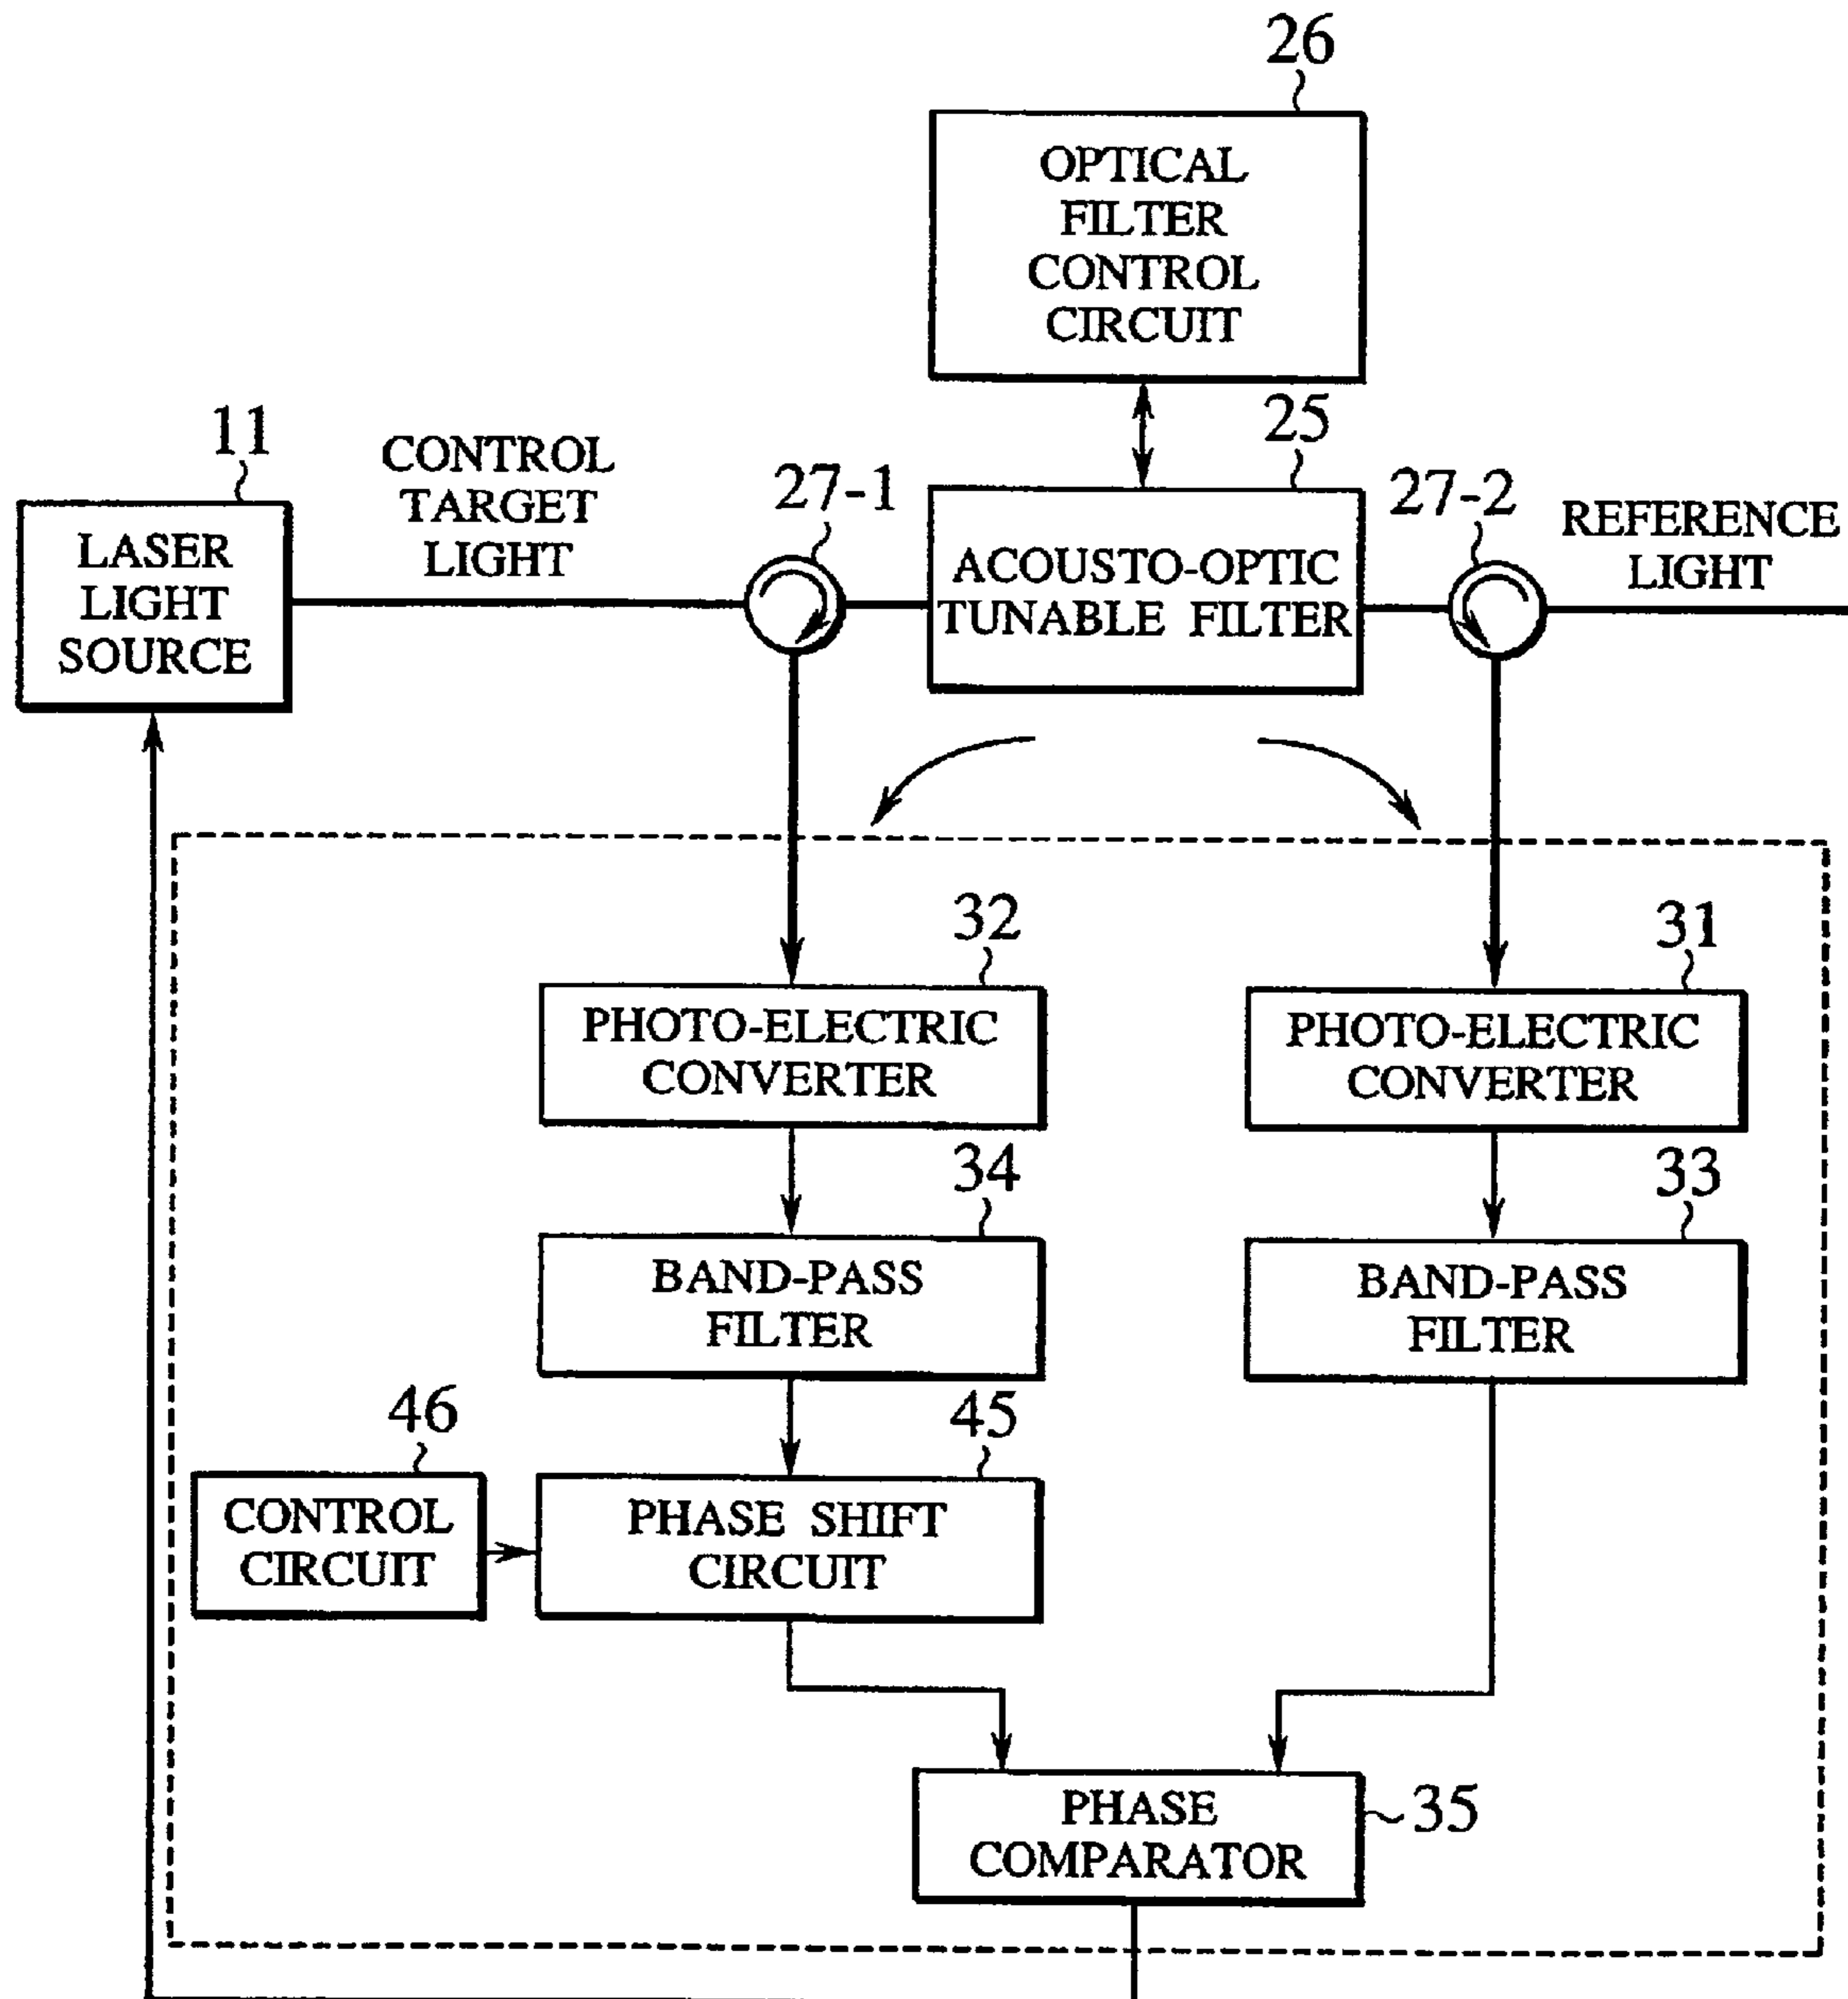 26
OPTICAL
FILTER
CONTROL
CIRCUIT
11
CONTROL
TARGET
LIGHT
27-1
25
27-2
REFERENCE
LIGHT
LASER
LIGHT
SOURCE
ACOUSTO-OPTIC
TUNABLE FILTER
32
PHOTO-ELECTRIC
CONVERTER
31
PHOTO-ELECTRIC
CONVERTER
34
BAND-PASS
FILTER
33
BAND-PASS
FILTER
46
CONTROL
CIRCUIT
45
PHASE SHIFT
CIRCUIT
PHASE
COMPARATOR
35